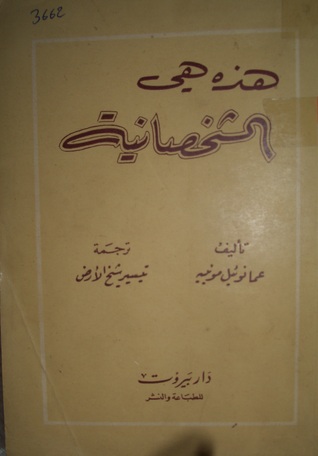 3662
هذه هي
الشخصانية
تأليف
عمانوئيل مونييه
ترجمة
تيسير شيخ الأرض
دار بيروت
للطباعة والنشر